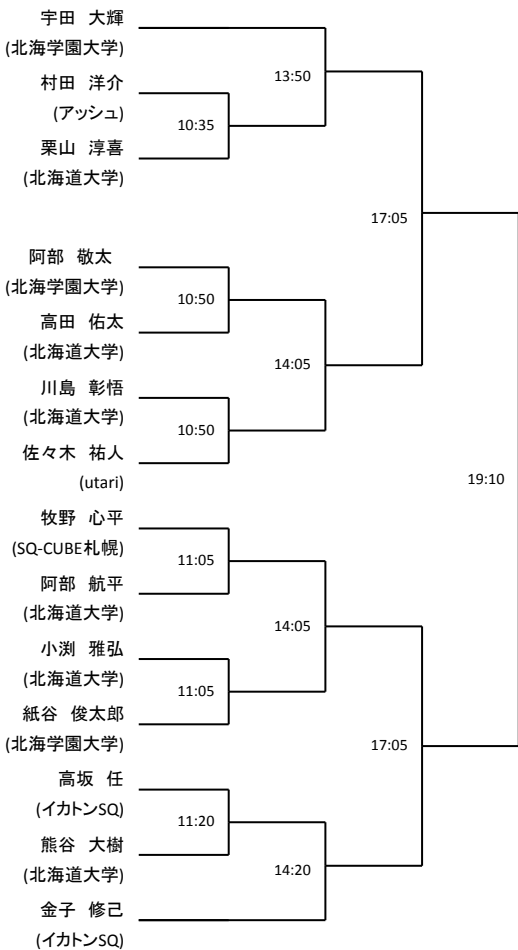 宇田 大輝
(北海学園大学)
13:50
村田 洋介
(アッシュ)
10:35
栗山 淳喜
(北海道大学)
17:05
阿部 敬太
(北海学園大学)
10:50
高田 佑太
(北海道大学)
14:05
川島 彰悟
(北海道大学)
10:50
佐々木 祐人
(utari)
19:10
牧野 心平
(SQ-CUBE札幌)
11:05
阿部 航平
(北海道大学)
14:05
小渕 雅弘
(北海道大学)
11:05
紙谷 俊太郎
(北海学園大学)
17:05
高坂 任
(イカトンSQ)
11:20
熊谷 大樹
(北海道大学)
14:20
金子 修己
(イカトンSQ)